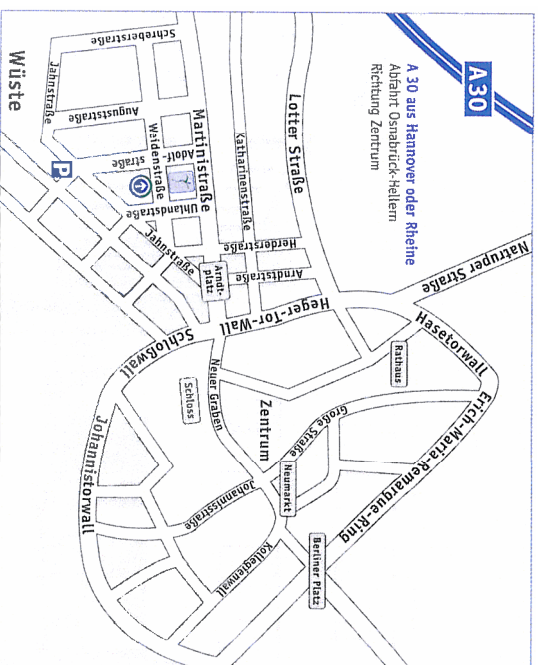 A30
A 30 aus Hannover oder Rheine
Abfahrt Osnabrück-Hellern
Richtung Zentrum
Natruper Straße
Lotter Straße
Katharinenstraße
Martinistraße
Schreberstraße
Jahnstraße
Wüste
Auguststraße
Adolf-
straße
Weidenstraße
Uhlandstraße
P
Jahnstraße
Herderstraße
Arndtstraße
Arndt-
platz
Heger-Tor-Wall
Hasetorwall
Rathaus
Erich-Maria-Remarque-Ring
Schloßwall
Neuer Graben
Schloss
Zentrum
Große Straße
Neumarkt
Johannisstraße
Johannistorwall
Kollegienwall
Berliner Platz